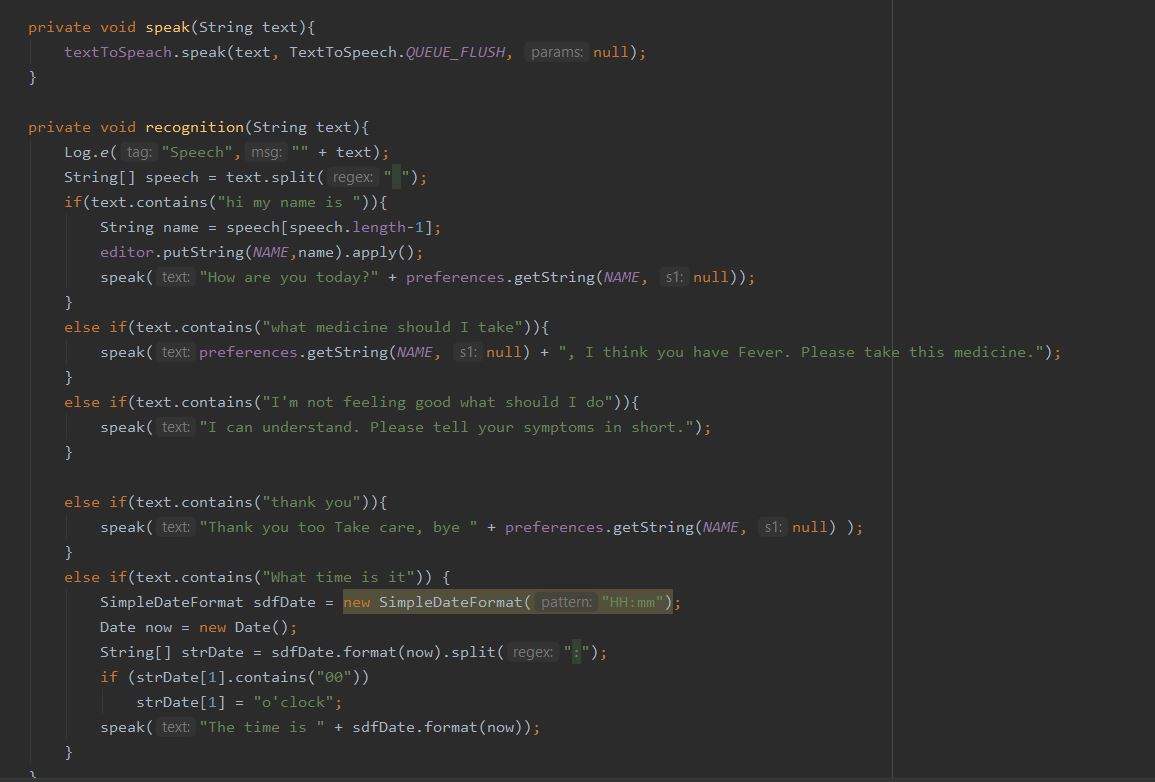 private void speak(String text){
textToSpeach.speak(text, TextToSpeech.QUEUE_FLUSH, params: null);
}
private void recognition(String text){
Log.e( tag: "Speech", msg: "" + text);
String[] speech = text.split( regex: " ");
if(text.contains("hi my name is ")){
String name = speech[speech.length-1];
editor.putString(NAME,name).apply();
speak( text: "How are you today?" + preferences.getString(NAME, s1: null));
}
else if(text.contains("what medicine should I take")){
speak( text: preferences.getString(NAME, s1: null) + ", I think you have Fever. Please take this medicine.");
}
else if(text.contains("I'm not feeling good what should I do")){
speak( text: "I can understand. Please tell your symptoms in short.");
}
else if(text.contains("thank you")){
speak( text: "Thank you too Take care, bye " + preferences.getString(NAME, s1: null) );
}
else if(text.contains("What time is it")) {
SimpleDateFormat sdfDate = new SimpleDateFormat( pattern: "HH:mm");
Date now = new Date();
String[] strDate = sdfDate.format(now).split( regex: ":");
if (strDate[1].contains("00"))
strDate[1] = "o'clock";
speak( text: "The time is " + sdfDate.format(now));
}
}